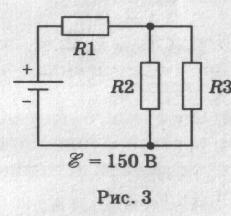 R1
+
−
R2
R3
ℰ = 150 В
Рис. 3